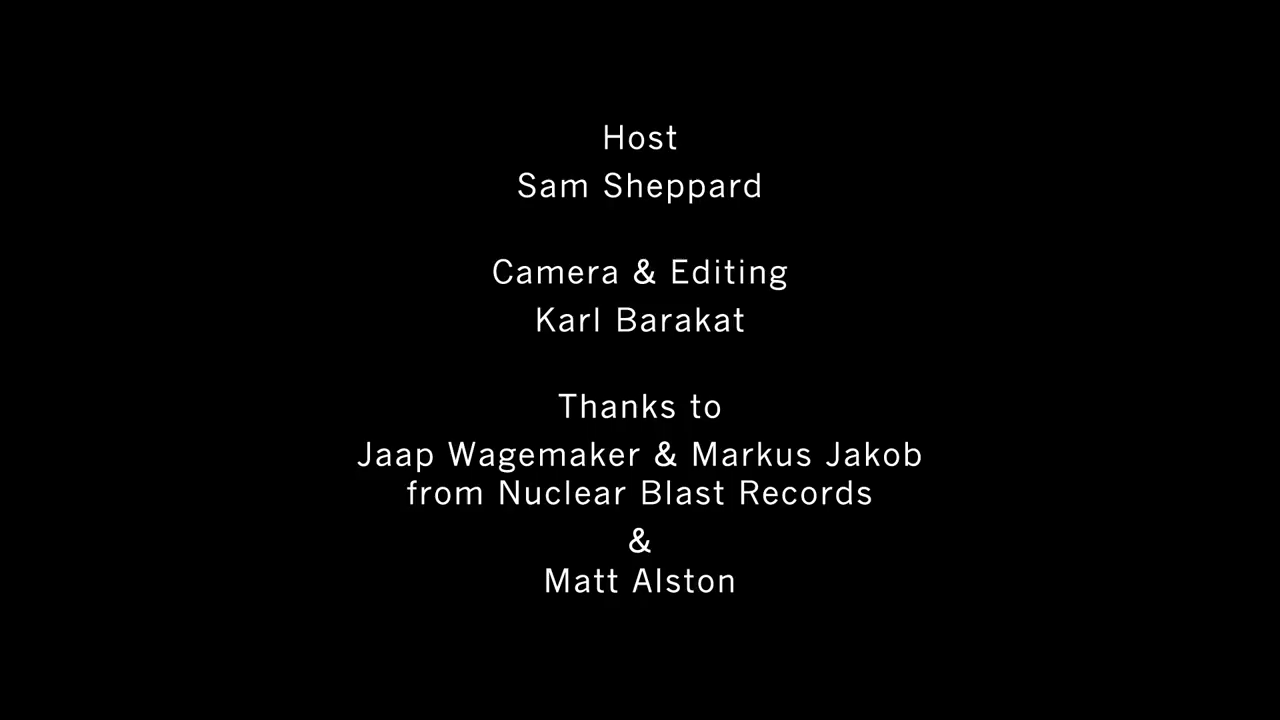 Host
Sam Sheppard
Camera & Editing
Karl Barakat
Thanks to
Jaap Wagemaker & Markus Jakob
from Nuclear Blast Records
&
Matt Alston